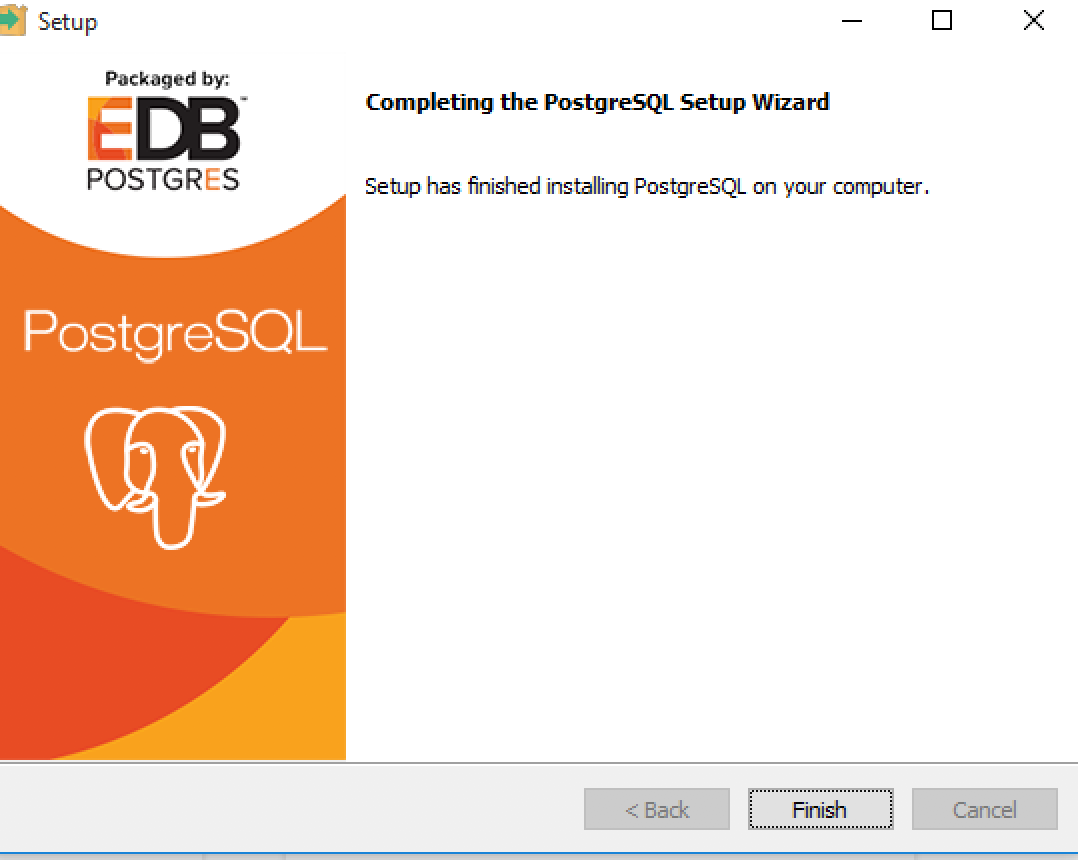 Setup
Packaged by:
EDB™
POSTGRES
PostgreSQL
Completing the PostgreSQL Setup Wizard
Setup has finished installing PostgreSQL on your computer.
< Back
Finish
Cancel